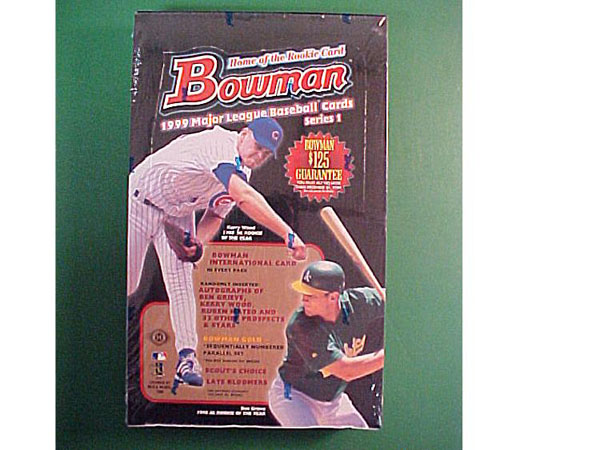 Home of the Rookie Card
Bowman
1999 Major League Baseball Cards
Series 1
BOWMAN
$125
GUARANTEE
Kerry Wood
1998 NL ROOKIE
OF THE YEAR
BOWMAN
INTERNATIONAL CARD
IN EVERY PACK
RANDOMLY INSERTED:
AUTOGRAPHS OF
BEN GRIEVE,
KERRY WOOD,
RUBEN MATEO AND
32 OTHER PROSPECTS
& STARS
BOWMAN GOLD
SEQUENTIALLY NUMBERED
PARALLEL SET
SCOUT'S CHOICE
LATE BLOOMERS
Ben Grieve
1998 AL ROOKIE OF THE YEAR